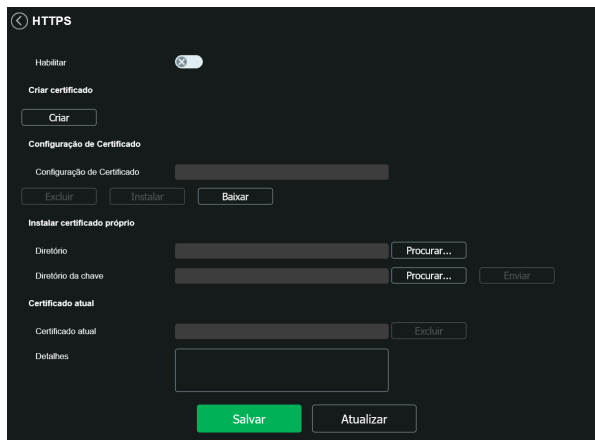 HTTPS
Habilitar
Criar certificado
Criar
Configuração de Certificado
Configuração de Certificado
Excluir Instalar Baixar
Instalar certificado próprio
Diretório Procurar...
Diretório da chave Procurar... Enviar
Certificado atual
Certificado atual Excluir
Detalhes
Salvar Atualizar